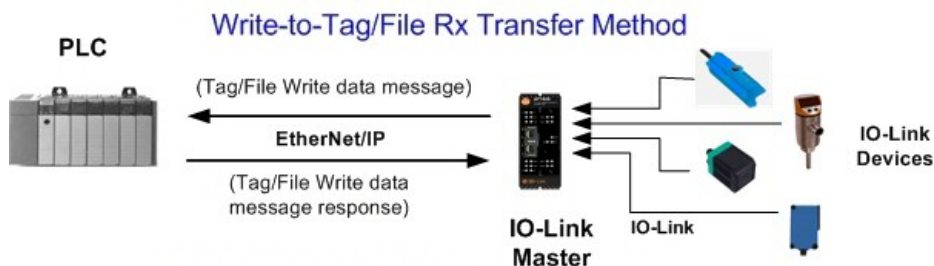 Write-to-Tag/File Rx Transfer Method
PLC
(Tag/File Write data message)
EtherNet/IP
(Tag/File Write data
message response)
IO-Link
Master
IO-Link
IO-Link
Devices